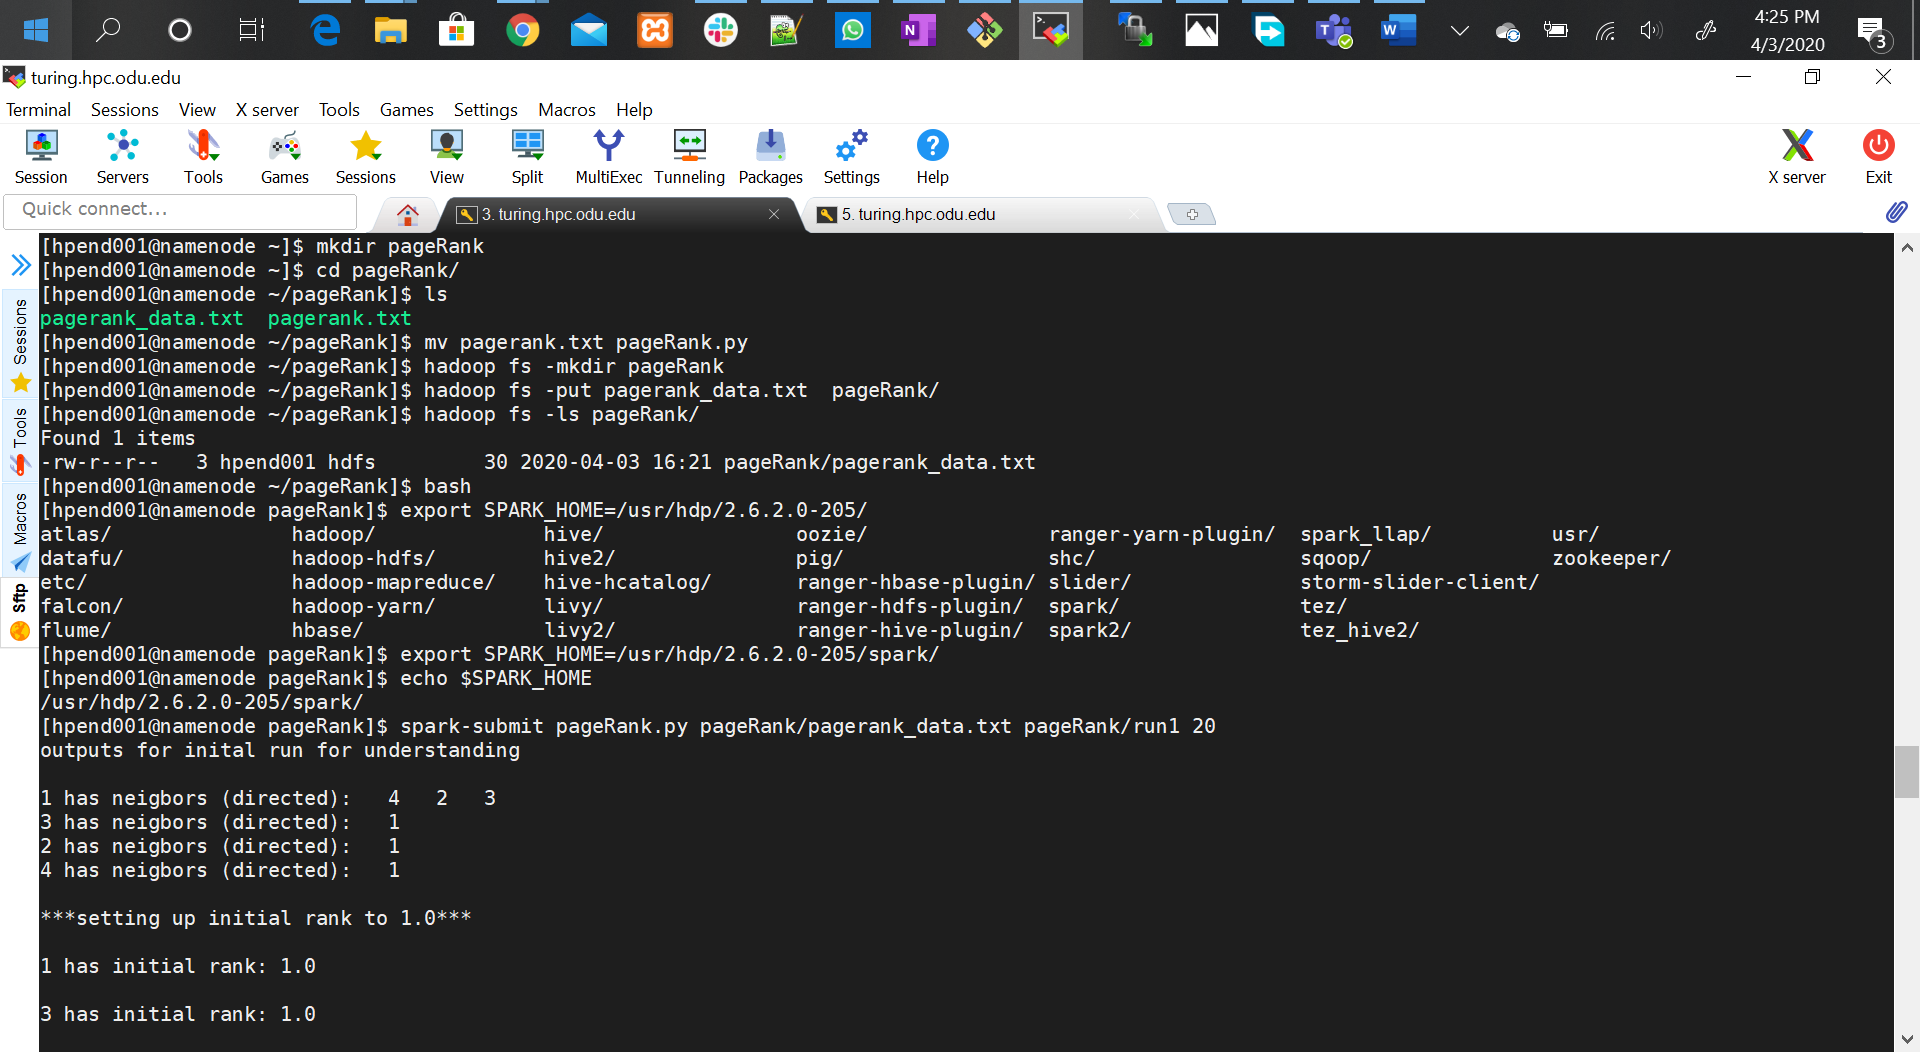 4:25 PM
4/3/2020
3
turing.hpc.odu.edu
Terminal Sessions View X server Tools Games Settings Macros Help
Session Servers Tools Games Sessions View Split MultiExec Tunneling Packages Settings Help X server Exit
Quick connect...
3. turing.hpc.odu.edu
5. turing.hpc.odu.edu
Sessions
Tools
Macros
Sftp
[hpend001@namenode ~]$ mkdir pageRank
[hpend001@namenode ~]$ cd pageRank/
[hpend001@namenode ~/pageRank]$ ls
pagerank_data.txt  pagerank.txt
[hpend001@namenode ~/pageRank]$ mv pagerank.txt pageRank.py
[hpend001@namenode ~/pageRank]$ hadoop fs -mkdir pageRank
[hpend001@namenode ~/pageRank]$ hadoop fs -put pagerank_data.txt  pageRank/
[hpend001@namenode ~/pageRank]$ hadoop fs -ls pageRank/
Found 1 items
-rw-r--r--   3 hpend001 hdfs         30 2020-04-03 16:21 pageRank/pagerank_data.txt
[hpend001@namenode ~/pageRank]$ bash
[hpend001@namenode pageRank]$ export SPARK_HOME=/usr/hdp/2.6.2.0-205/
atlas/ hadoop/ hive/ oozie/ ranger-yarn-plugin/ spark_llap/ usr/
datafu/ hadoop-hdfs/ hive2/ pig/ shc/ sqoop/ zookeeper/
etc/ hadoop-mapreduce/ hive-hcatalog/ ranger-hbase-plugin/ slider/ storm-slider-client/
falcon/ hadoop-yarn/ livy/ ranger-hdfs-plugin/ spark/ tez/
flume/ hbase/ livy2/ ranger-hive-plugin/ spark2/ tez_hive2/
[hpend001@namenode pageRank]$ export SPARK_HOME=/usr/hdp/2.6.2.0-205/spark/
[hpend001@namenode pageRank]$ echo $SPARK_HOME
/usr/hdp/2.6.2.0-205/spark/
[hpend001@namenode pageRank]$ spark-submit pageRank.py pageRank/pagerank_data.txt pageRank/run1 20
outputs for inital run for understanding
1 has neigbors (directed):   4   2   3
3 has neigbors (directed):   1
2 has neigbors (directed):   1
4 has neigbors (directed):   1
***setting up initial rank to 1.0***
1 has initial rank: 1.0
3 has initial rank: 1.0